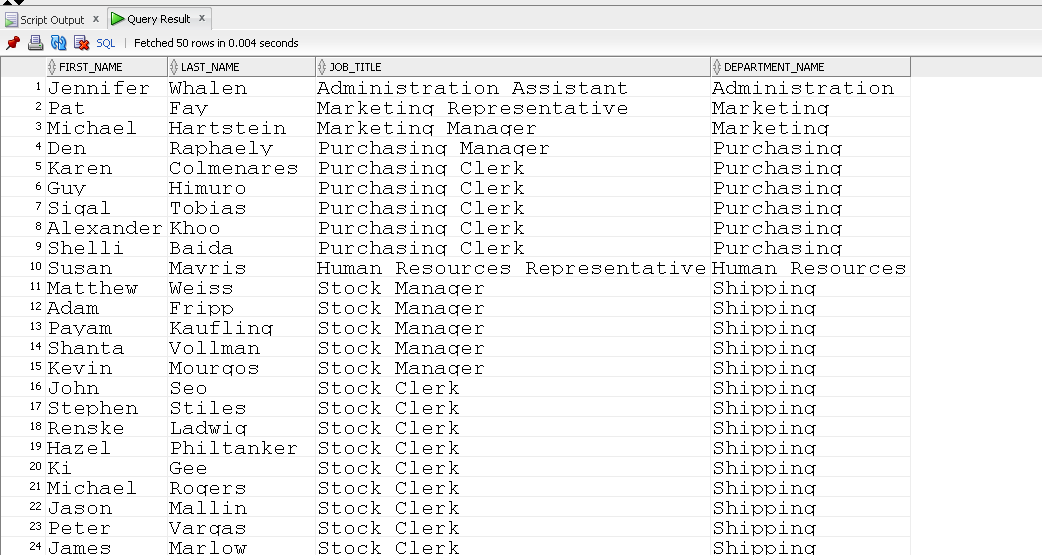 Script Output x Query Result x
SQL | Fetched 50 rows in 0.004 seconds
FIRST_NAME LAST_NAME JOB_TITLE DEPARTMENT_NAME
1 Jennifer Whalen Administration Assistant Administration
2 Pat Fay Marketing Representative Marketing
3 Michael Hartstein Marketing Manager Marketing
4 Den Raphaely Purchasing Manager Purchasing
5 Karen Colmenares Purchasing Clerk Purchasing
6 Guy Himuro Purchasing Clerk Purchasing
7 Sigal Tobias Purchasing Clerk Purchasing
8 Alexander Khoo Purchasing Clerk Purchasing
9 Shelli Baida Purchasing Clerk Purchasing
10 Susan Mavris Human Resources Representative Human Resources
11 Matthew Weiss Stock Manager Shipping
12 Adam Fripp Stock Manager Shipping
13 Payam Kaufling Stock Manager Shipping
14 Shanta Vollman Stock Manager Shipping
15 Kevin Mourgos Stock Manager Shipping
16 John Seo Stock Clerk Shipping
17 Stephen Stiles Stock Clerk Shipping
18 Renske Ladwig Stock Clerk Shipping
19 Hazel Philtanker Stock Clerk Shipping
20 Ki Gee Stock Clerk Shipping
21 Michael Rogers Stock Clerk Shipping
22 Jason Mallin Stock Clerk Shipping
23 Peter Vargas Stock Clerk Shipping
24 James Marlow Stock Clerk Shipping